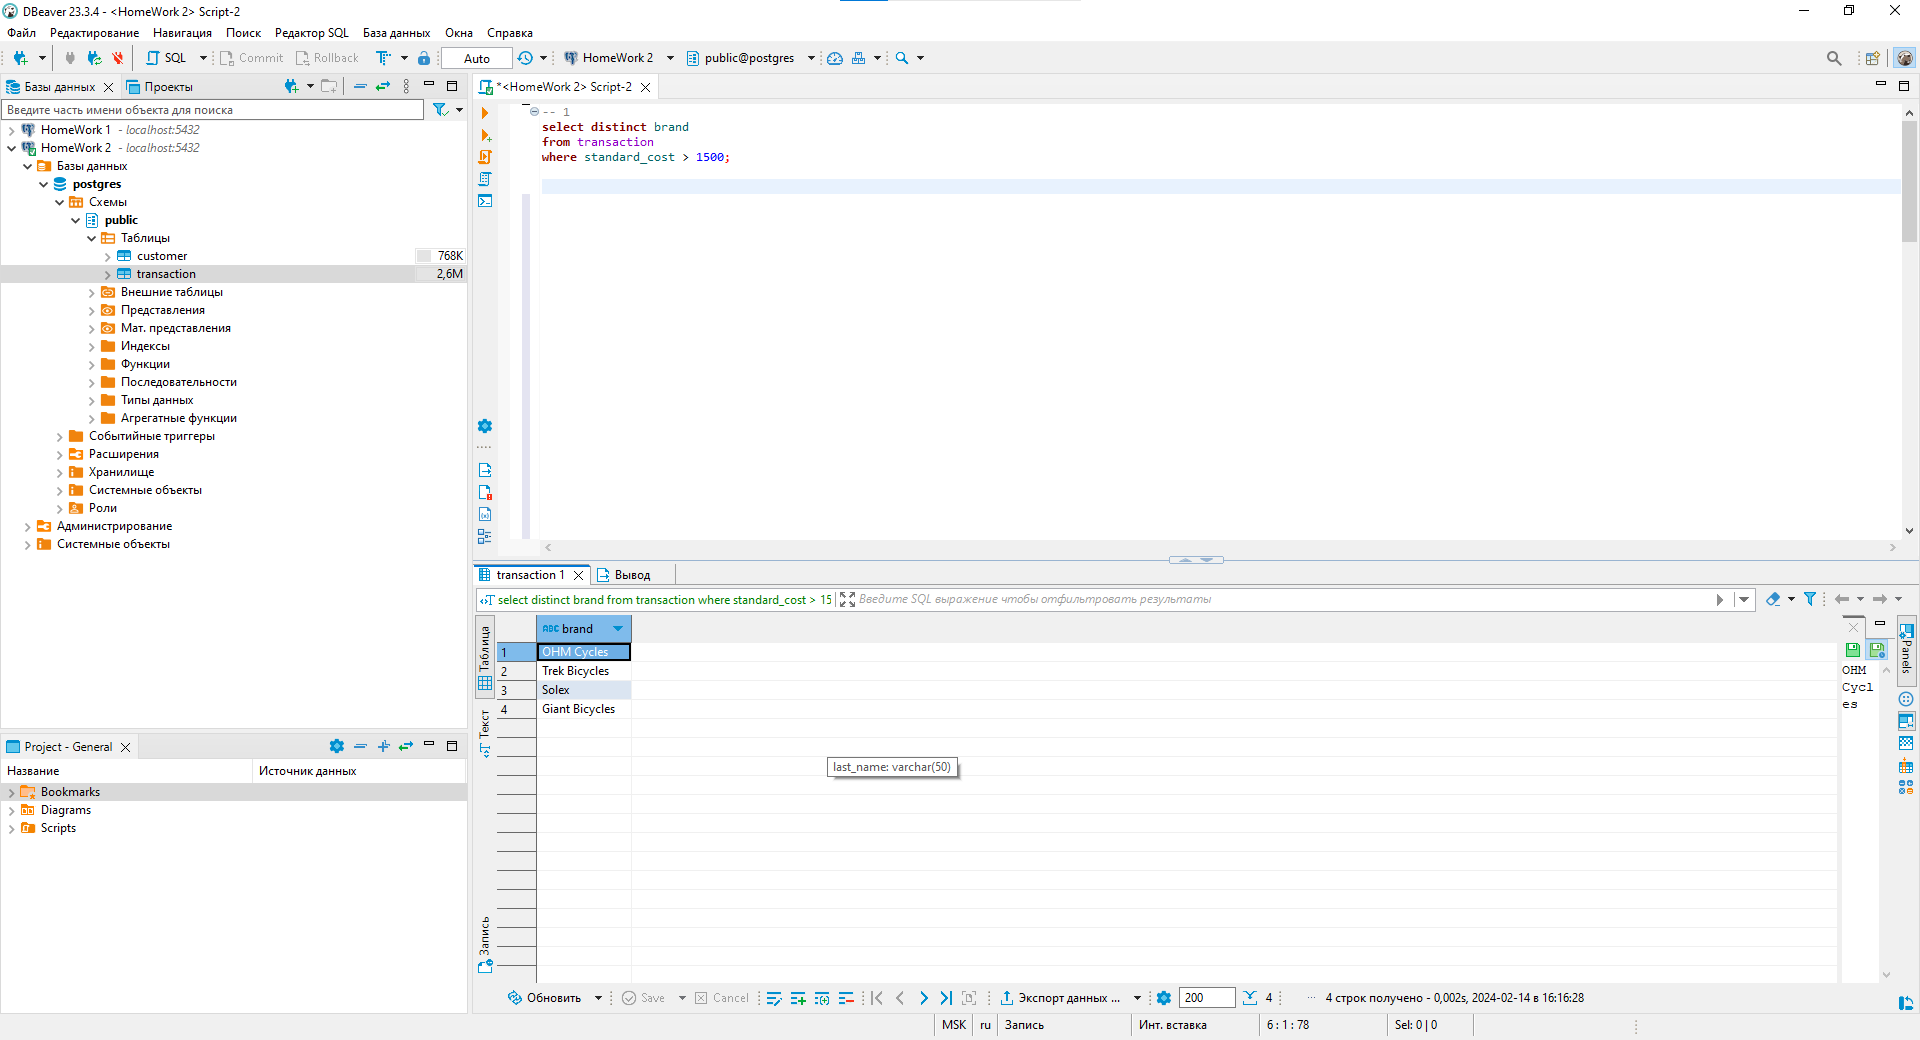 DBeaver 23.3.4 - <HomeWork 2> Script-2
Файл Редактирование Навигация Поиск Редактор SQL База данных Окна Справка
SQL Commit Rollback Auto HomeWork 2 public@postgres
Базы данных Проекты
Введите часть имени объекта для поиска
HomeWork 1 - localhost:5432
HomeWork 2 - localhost:5432
Базы данных
postgres
Схемы
public
Таблицы
customer 768K
transaction 2,6M
Внешние таблицы
Представления
Мат. представления
Индексы
Функции
Последовательности
Типы данных
Агрегатные функции
Событийные триггеры
Расширения
Хранилище
Системные объекты
Роли
Администрирование
Системные объекты
Project - General
Название Источник данных
Bookmarks
Diagrams
Scripts
*<HomeWork 2> Script-2
-- 1
select distinct brand
from transaction
where standard_cost > 1500;
transaction 1 Вывод
select distinct brand from transaction where standard_cost > 15 Введите SQL выражение чтобы отфильтровать результаты
Таблица
Текст
Запись
ABC brand
1 OHM Cycles
2 Trek Bicycles
3 Solex
4 Giant Bicycles
last_name: varchar(50)
OHM
Cycl
es
Panels
Обновить Save Cancel Экспорт данных ... 200 4 4 строк получено - 0,002s, 2024-02-14 в 16:16:28
MSK ru Запись Инт. вставка 6 : 1 : 78 Sel: 0 | 0